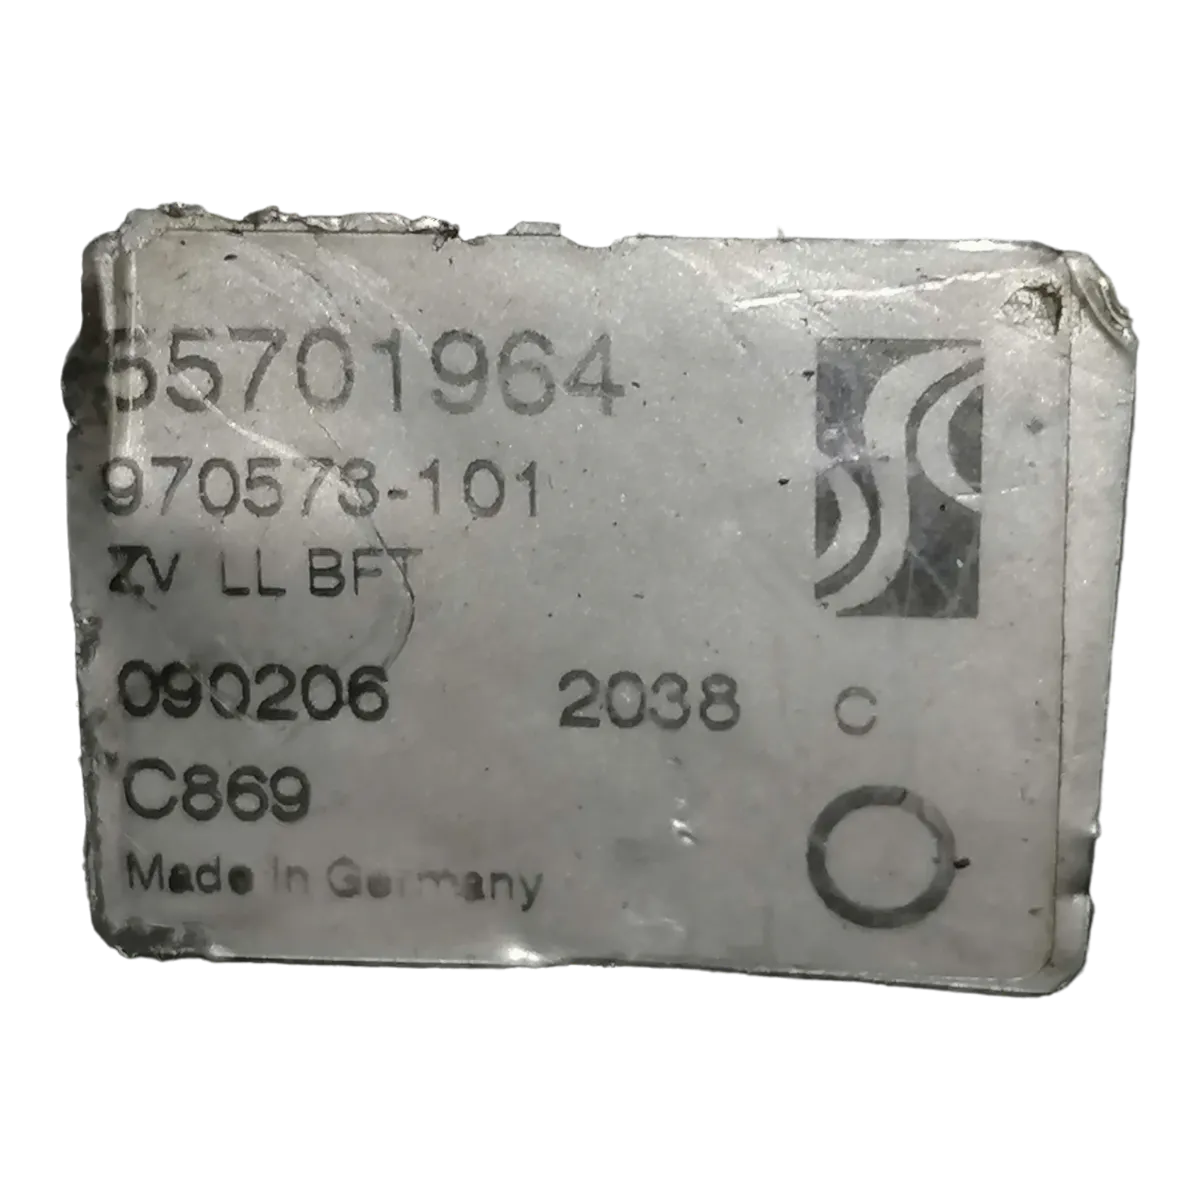 55701964
970573-101
ZV LL BFT
090206 2038 C
C869
Made in Germany